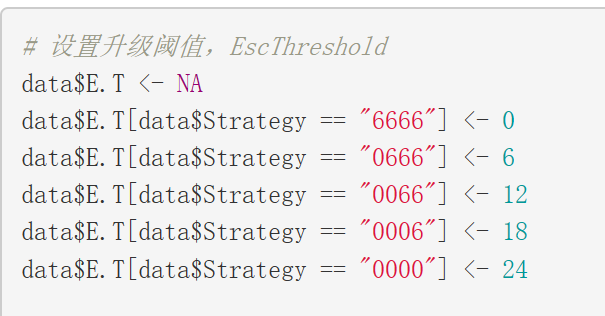 # 设置升级阈值，EscThreshold
data$E.T <- NA
data$E.T[data$Strategy == "6666"] <- 0
data$E.T[data$Strategy == "0666"] <- 6
data$E.T[data$Strategy == "0066"] <- 12
data$E.T[data$Strategy == "0006"] <- 18
data$E.T[data$Strategy == "0000"] <- 24